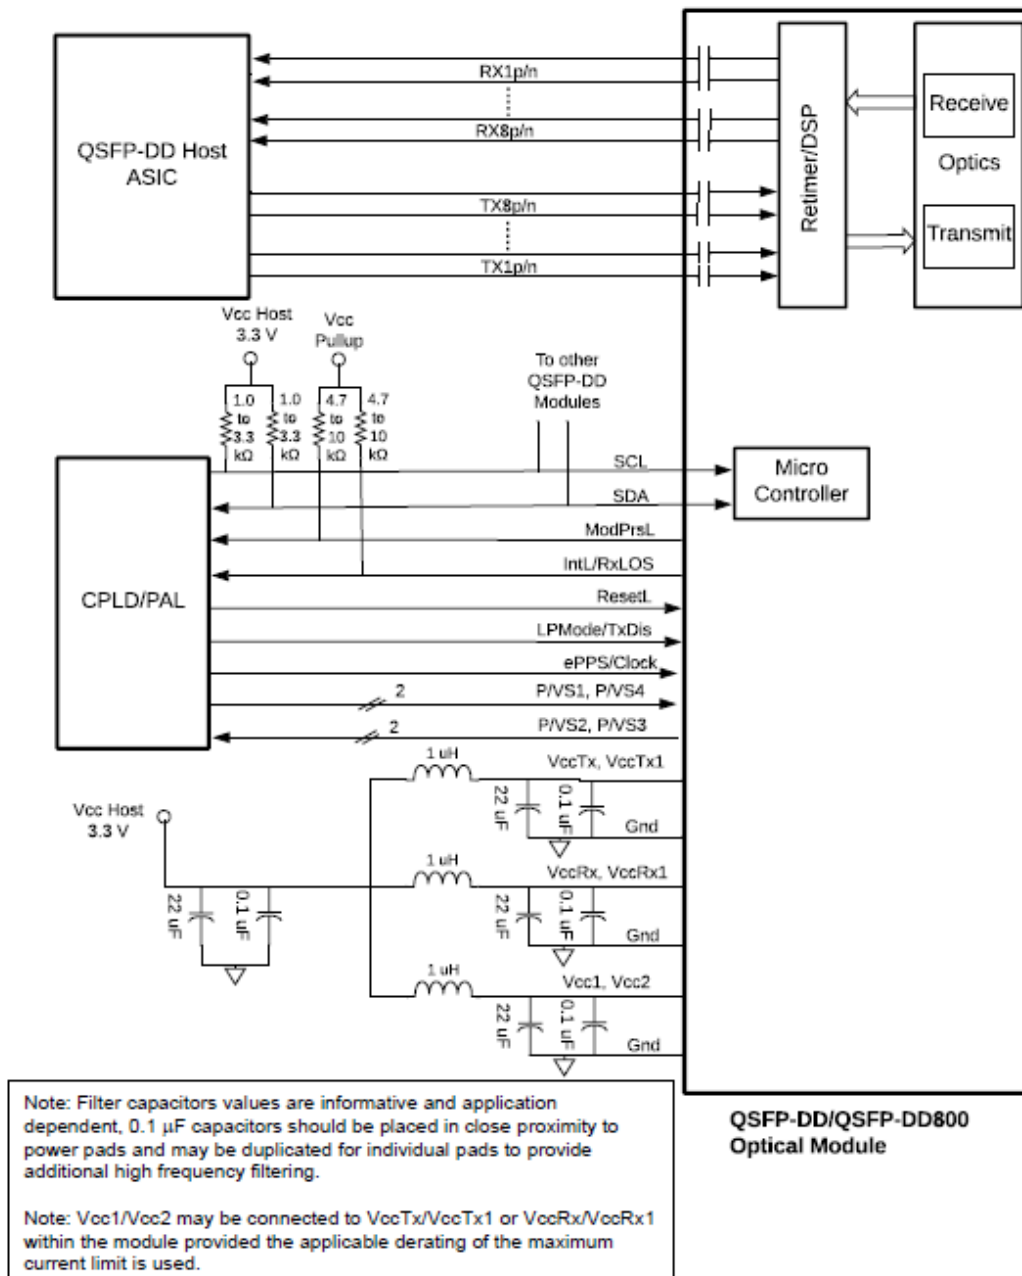 QSFP-DD Host
ASIC
RX1p/n
RX8p/n
TX8p/n
TX1p/n
Retimer/DSP
Receive
Optics
Transmit
Vcc Host
3.3 V
Vcc
Pullup
1.0
to
3.3
kΩ
1.0
to
3.3
kΩ
4.7
to
10
kΩ
4.7
to
10
kΩ
To other
QSFP-DD
Modules
CPLD/PAL
SCL
SDA
ModPrsL
IntL/RxLOS
ResetL
LPMode/TxDis
ePPS/Clock
2
P/VS1, P/VS4
2
P/VS2, P/VS3
Micro
Controller
Vcc Host
3.3 V
22 uF
0.1 uF
1 uH
VccTx, VccTx1
22 uF
0.1 uF
Gnd
1 uH
VccRx, VccRx1
22 uF
0.1 uF
Gnd
1 uH
Vcc1, Vcc2
22 uF
0.1 uF
Gnd
QSFP-DD/QSFP-DD800
Optical Module
Note: Filter capacitors values are informative and application
dependent, 0.1 µF capacitors should be placed in close proximity to
power pads and may be duplicated for individual pads to provide
additional high frequency filtering.
Note: Vcc1/Vcc2 may be connected to VccTx/VccTx1 or VccRx/VccRx1
within the module provided the applicable derating of the maximum
current limit is used.